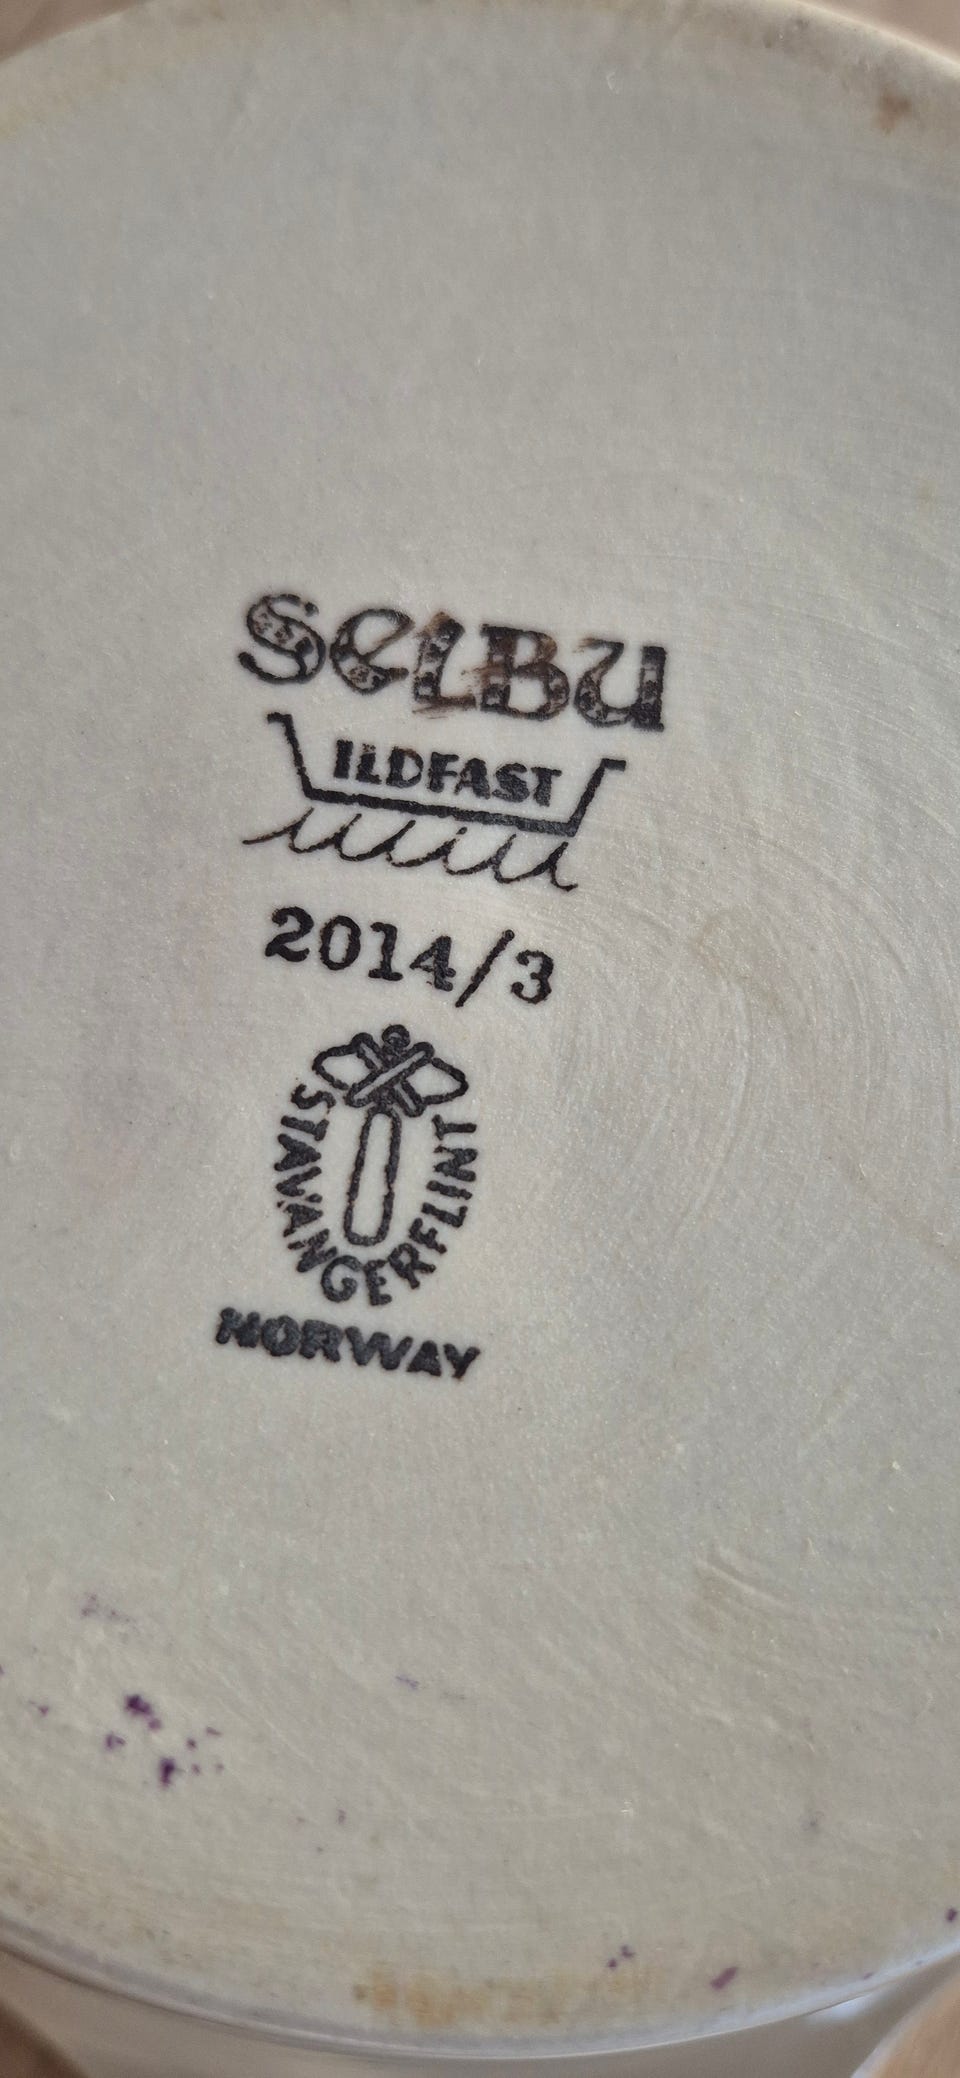 SELBU
ILDFAST
2014/3
STAVANGERFLINT
NORWAY